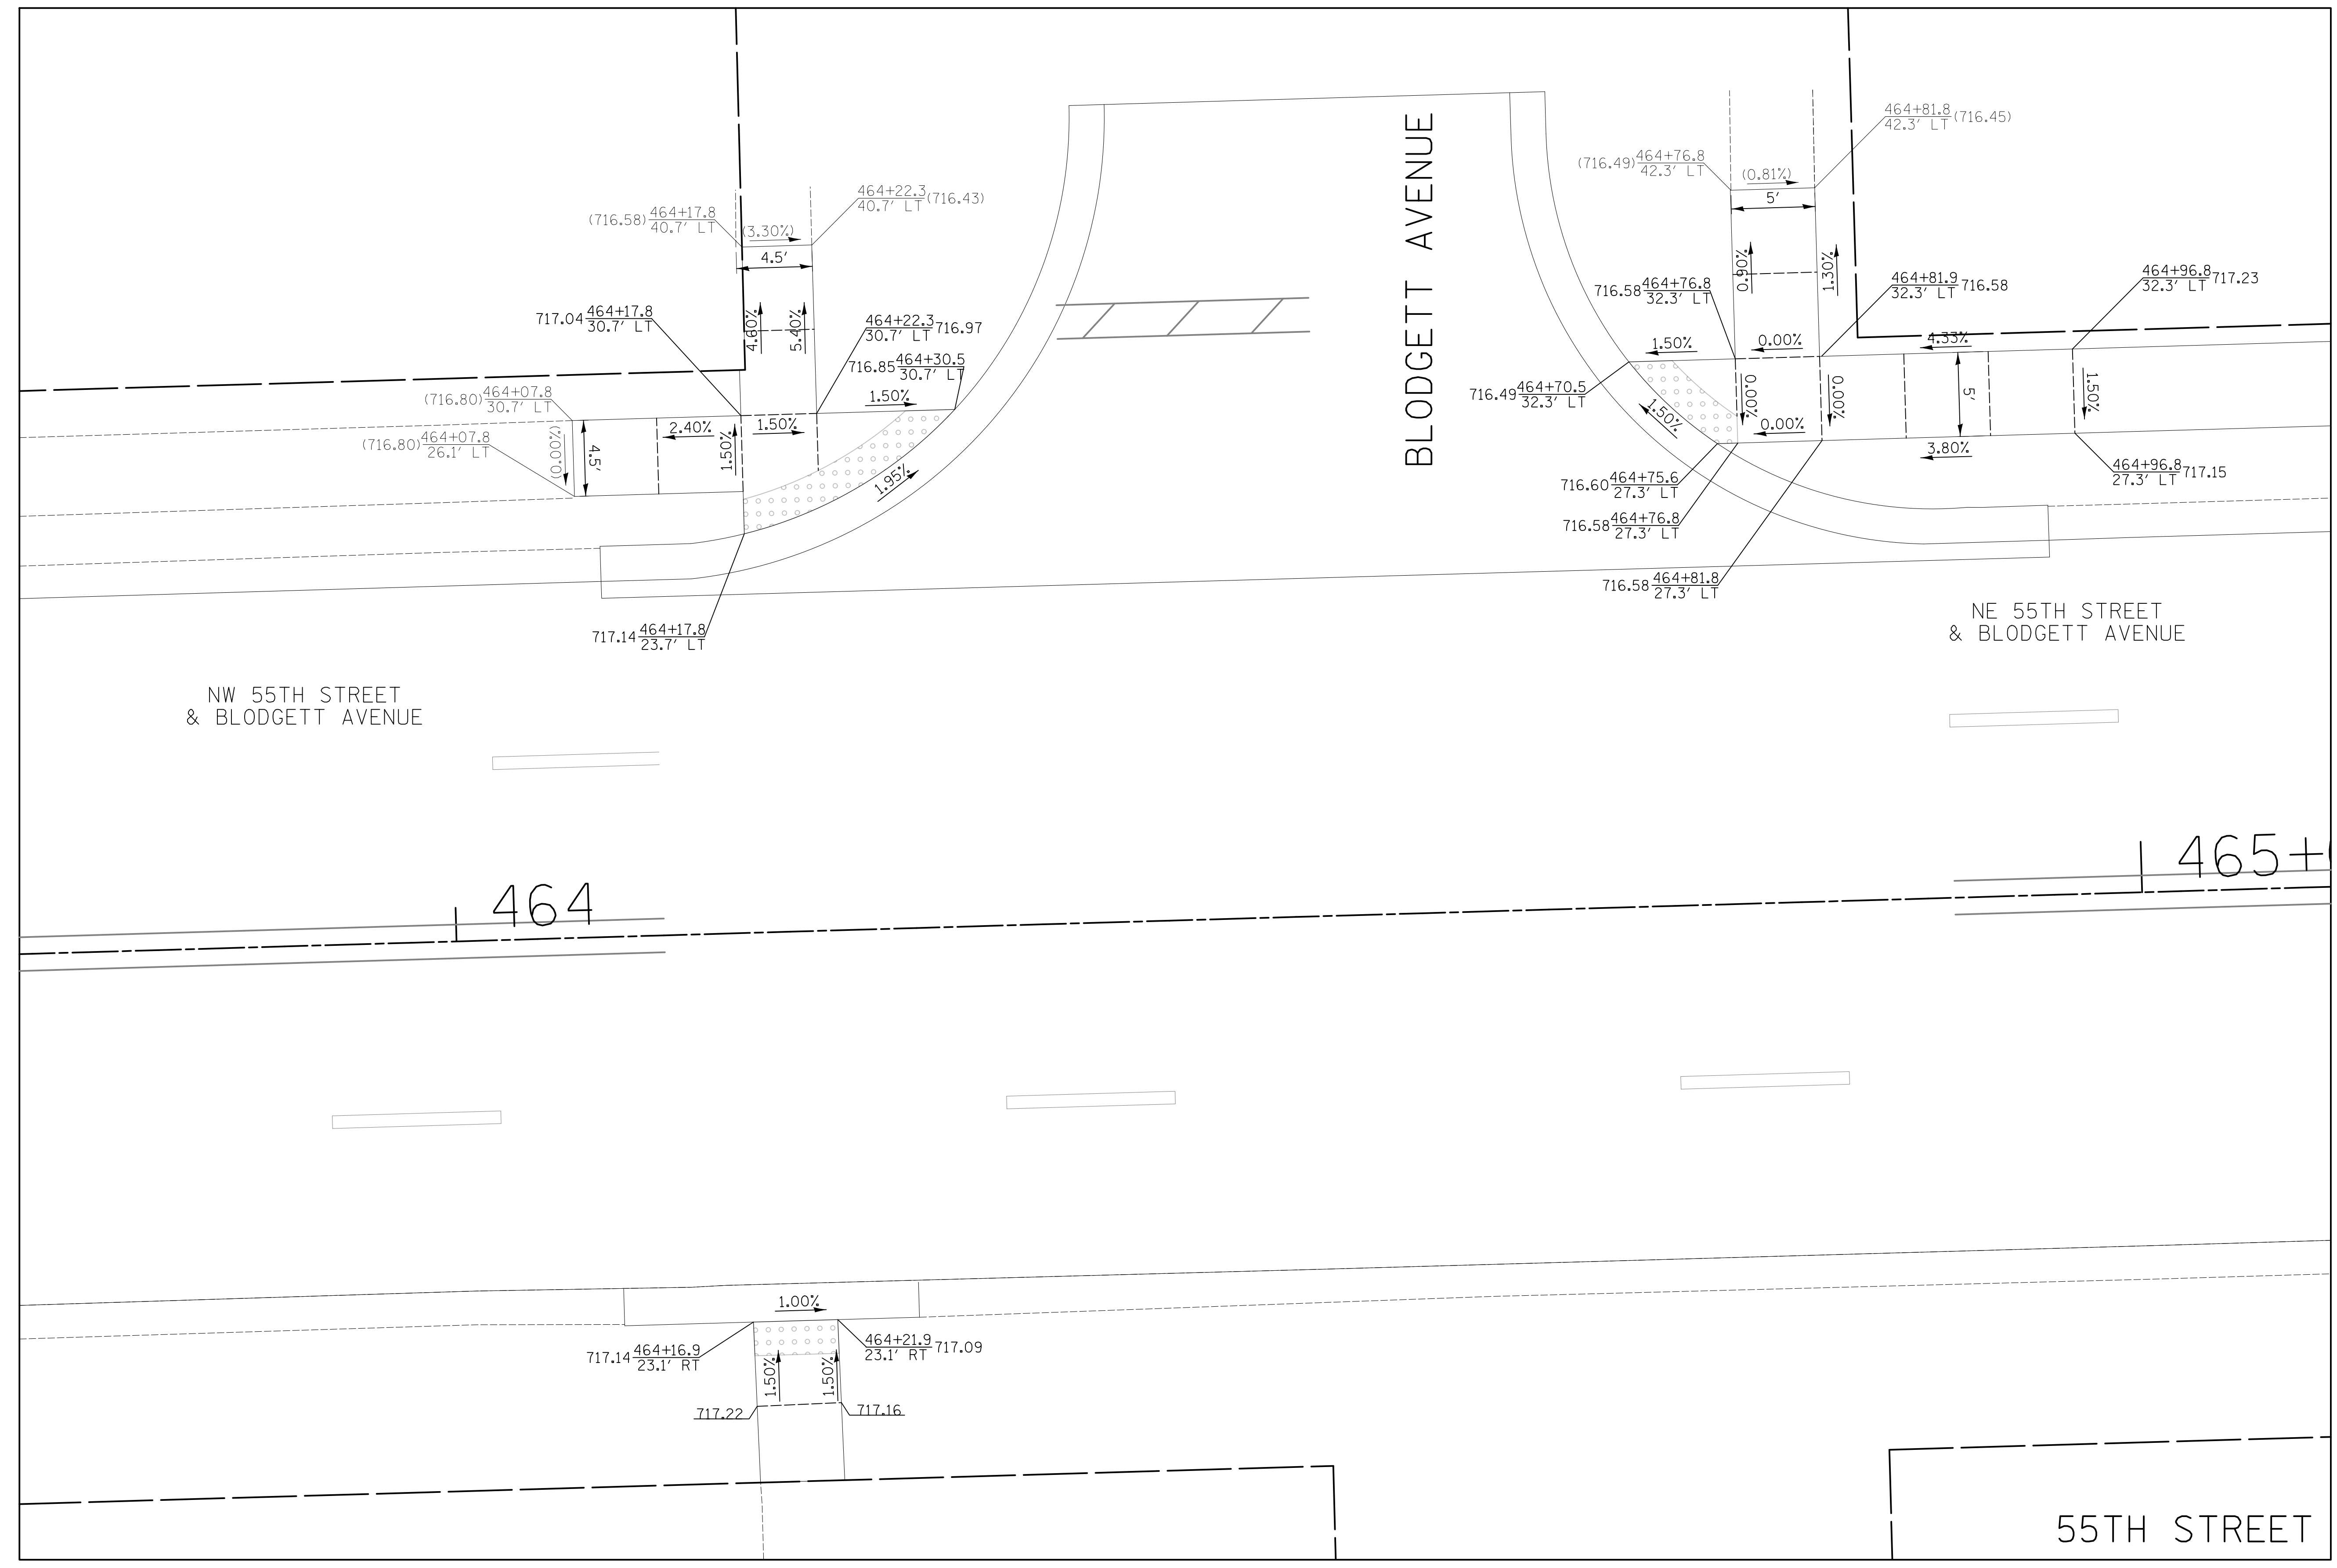 BLODGETT AVENUE
464+81.8
42.3' LT (716.45)
(716.49) 464+76.8
42.3' LT
(0.81%)
5'
464+22.3
40.7' LT (716.43)
(716.58) 464+17.8
40.7' LT
(3.30%)
4.5'
0.60%
1.30%
464+96.8
32.3' LT 717.23
464+81.9
32.3' LT 716.58
716.58 464+76.8
32.3' LT
717.04 464+17.8
30.7' LT
4.60%
5.40%
464+22.3
30.7' LT 716.97
716.85 464+30.5
30.7' LT
1.50%
0.00%
4.33%
(716.80) 464+07.8
30.7' LT
716.49 464+70.5
32.3' LT
1.50%
0.00%
0.00%
5'
1.50%
1.50%
0.00%
(716.80) 464+07.8
26.1' LT
(0.00%)
4.5'
2.40%
1.50%
1.50%
1.95%
3.80%
464+96.8
27.3' LT 717.15
716.60 464+75.6
27.3' LT
716.58 464+76.8
27.3' LT
716.58 464+81.8
27.3' LT
717.14 464+17.8
23.7' LT
NE 55TH STREET
& BLODGETT AVENUE
NW 55TH STREET
& BLODGETT AVENUE
464
465+
1.00%
717.14 464+16.9
23.1' RT
464+21.9
23.1' RT 717.09
1.50%
1.50%
717.22
717.16
55TH STREET